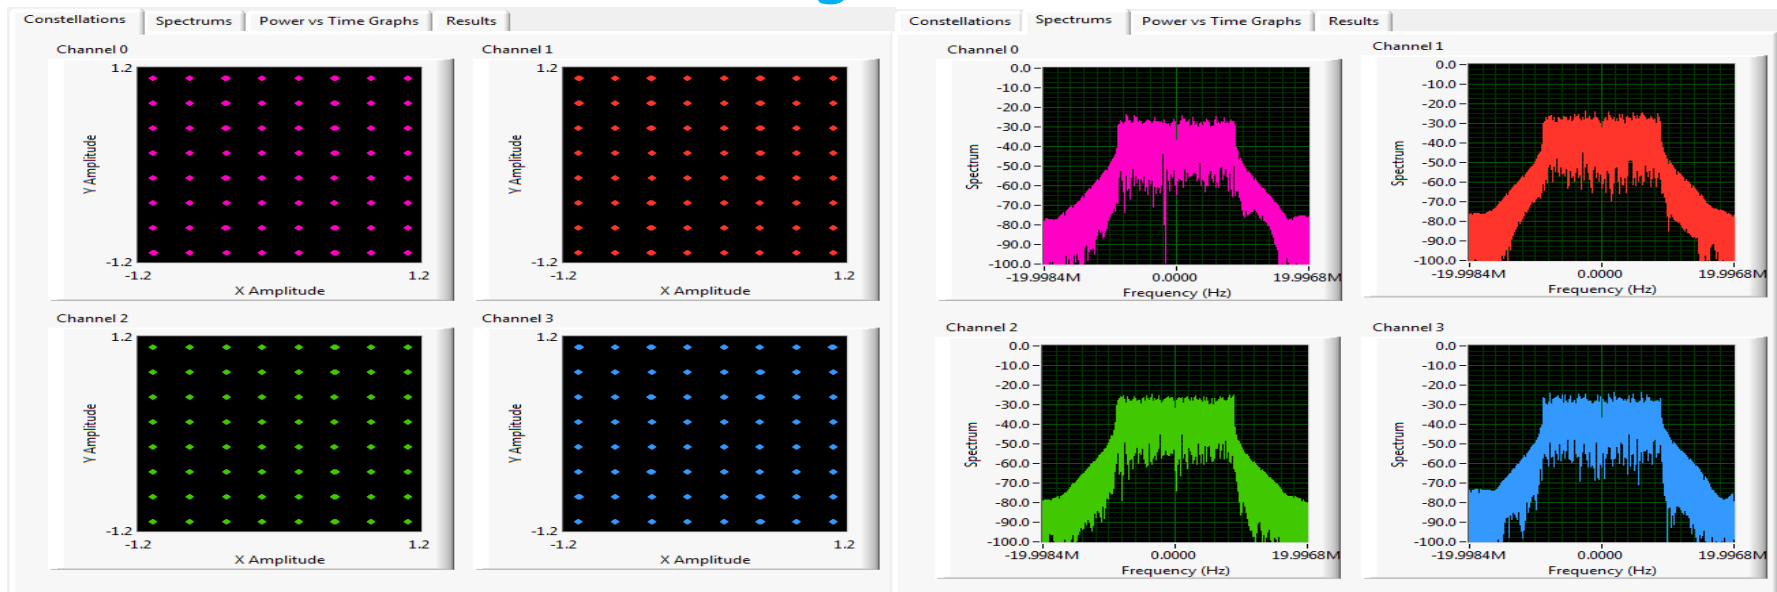 Constellations Spectrums Power vs Time Graphs Results
Channel 0
1.2
Y Amplitude
-1.2
-1.2 1.2
X Amplitude
Channel 1
1.2
Y Amplitude
-1.2
-1.2 1.2
X Amplitude
Channel 2
1.2
Y Amplitude
-1.2
-1.2 1.2
X Amplitude
Channel 3
1.2
Y Amplitude
-1.2
-1.2 1.2
X Amplitude
Constellations Spectrums Power vs Time Graphs Results
Channel 0
0.0
-10.0
-20.0
-30.0
-40.0
-50.0
-60.0
-70.0
-80.0
-90.0
-100.0
Spectrum
-19.9984M 0.0000 19.9968M
Frequency (Hz)
Channel 1
0.0
-10.0
-20.0
-30.0
-40.0
-50.0
-60.0
-70.0
-80.0
-90.0
-100.0
Spectrum
-19.9984M 0.0000 19.9968M
Frequency (Hz)
Channel 2
0.0
-10.0
-20.0
-30.0
-40.0
-50.0
-60.0
-70.0
-80.0
-90.0
-100.0
Spectrum
-19.9984M 0.0000 19.9968M
Frequency (Hz)
Channel 3
0.0
-10.0
-20.0
-30.0
-40.0
-50.0
-60.0
-70.0
-80.0
-90.0
-100.0
Spectrum
-19.9984M 0.0000 19.9968M
Frequency (Hz)